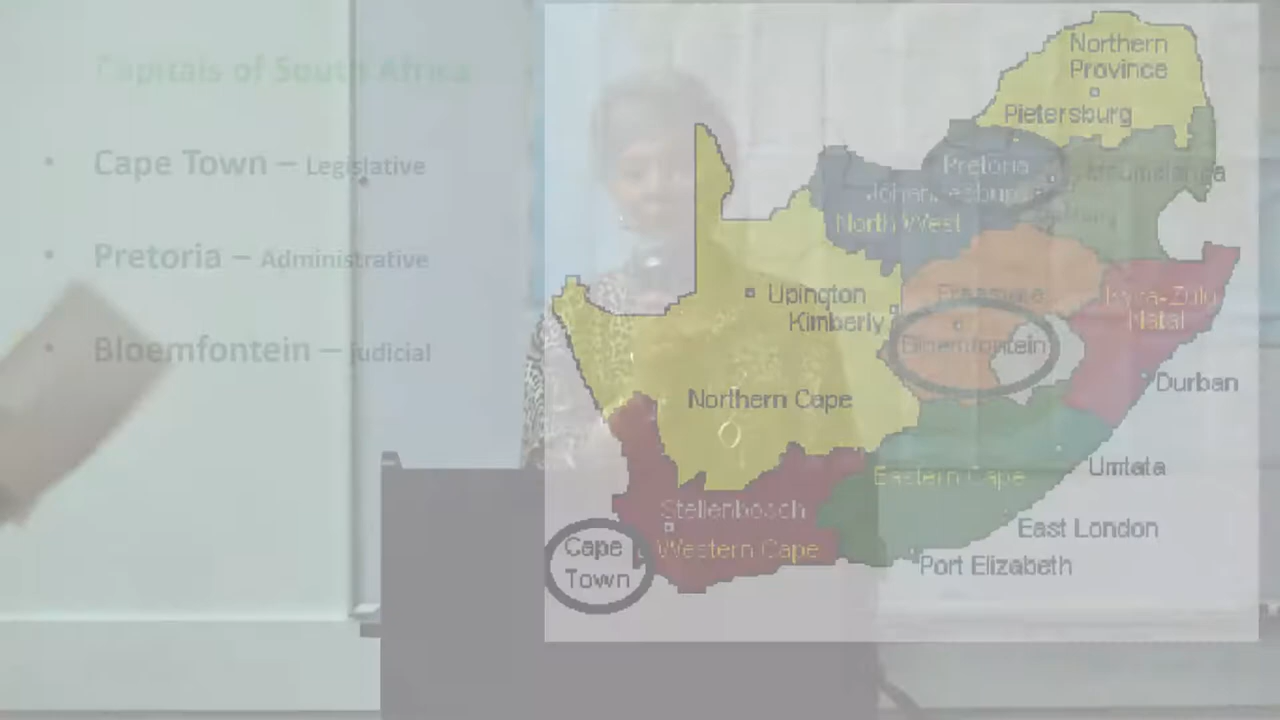 Capitals of South Africa
• Cape Town – Legislative
• Pretoria – Administrative
• Bloemfontein – judicial
Northern
Province
Pietersburg
Pretoria
Johannesburg
Mpumalanga
North West
Upington
Kimberly
Freestate
Kwa-Zulu
Natal
Bloemfontein
Durban
Northern Cape
Umtata
Eastern Cape
Stellenbosch
East London
Cape
Town
Western Cape
Port Elizabeth